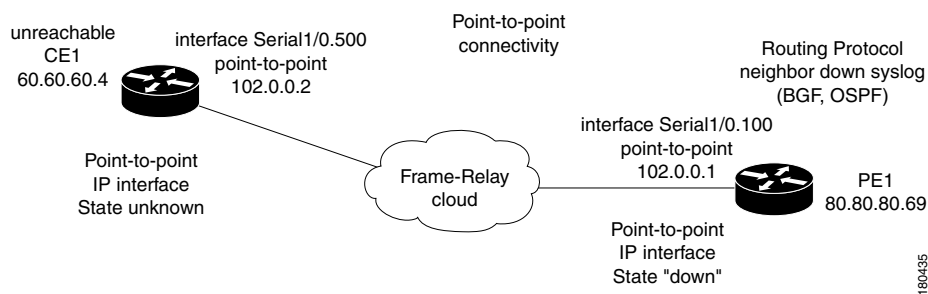 unreachable
CE1
60.60.60.4
interface Serial1/0.500
point-to-point
102.0.0.2
Point-to-point
connectivity
Routing Protocol
neighbor down syslog
(BGF, OSPF)
interface Serial1/0.100
point-to-point
102.0.0.1
Point-to-point
IP interface
State unknown
Frame-Relay
cloud
PE1
80.80.80.69
Point-to-point
IP interface
State "down"
180435